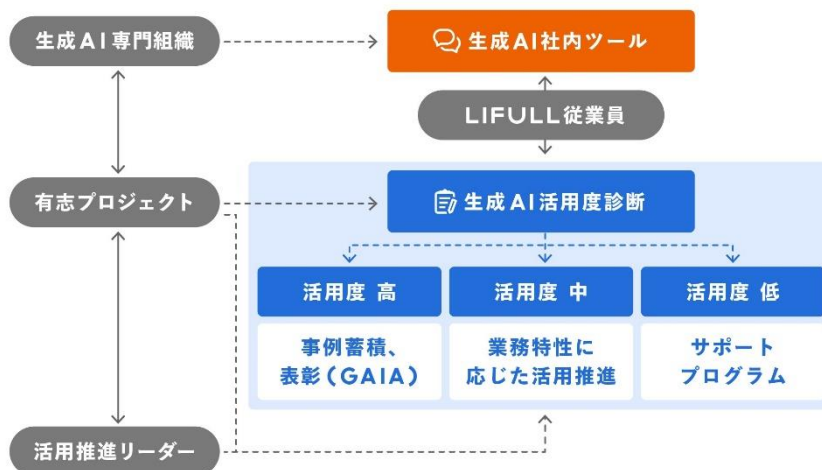 生成AI専門組織
生成AI社内ツール
LIFULL従業員
有志プロジェクト
生成AI活用度診断
活用度 高
活用度 中
活用度 低
事例蓄積、
表彰（GAIA）
業務特性に
応じた活用推進
サポート
プログラム
活用推進リーダー